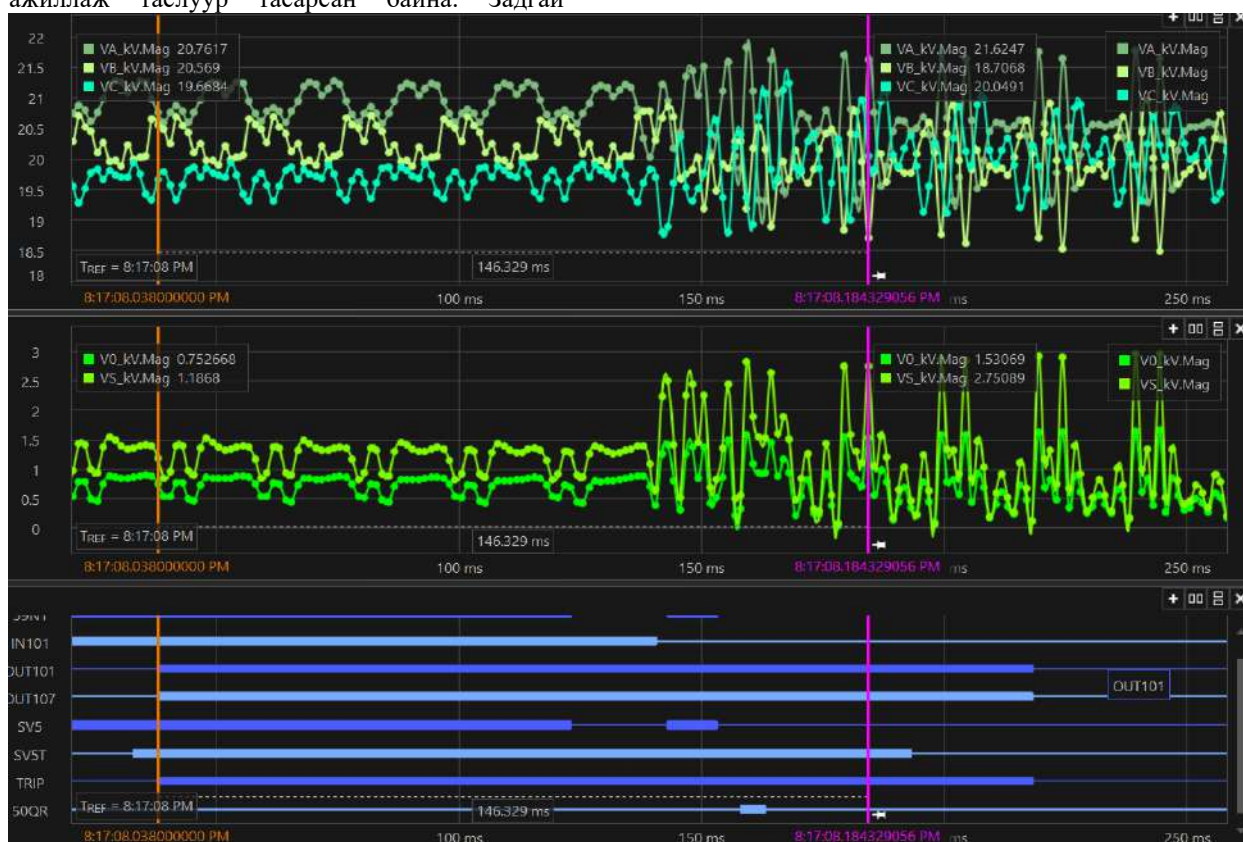 ажиллаж таслуур тасарсан байна. Задгай
22
21.5
21
20.5
20
19.5
19
18.5
18
VA_kV.Mag 20.7617
VB_kV.Mag 20.569
VC_kV.Mag 19.6684
VA_kV.Mag 21.6247
VB_kV.Mag 18.7068
VC_kV.Mag 20.0491
VA_kV.Mag
VB_kV.Mag
VC_kV.Mag
TREF = 8:17:08 PM
146.329 ms
8:17:08.038000000 PM 100 ms 150 ms 8:17:08.184329056 PM ms 250 ms
3
2.5
2
1.5
1
0.5
0
V0_kV.Mag 0.752668
VS_kV.Mag 1.1868
V0_kV.Mag 1.53069
VS_kV.Mag 2.75089
V0_kV.Mag
VS_kV.Mag
TREF = 8:17:08 PM
146.329 ms
8:17:08.038000000 PM 100 ms 150 ms 8:17:08.184329056 PM ms 250 ms
IN101
OUT101
OUT101
OUT107
SV5
SV5T
TRIP
50QR
TREF = 8:17:08 PM
146.329 ms
8:17:08.038000000 PM 100 ms 150 ms 8:17:08.184329056 PM ms 250 ms